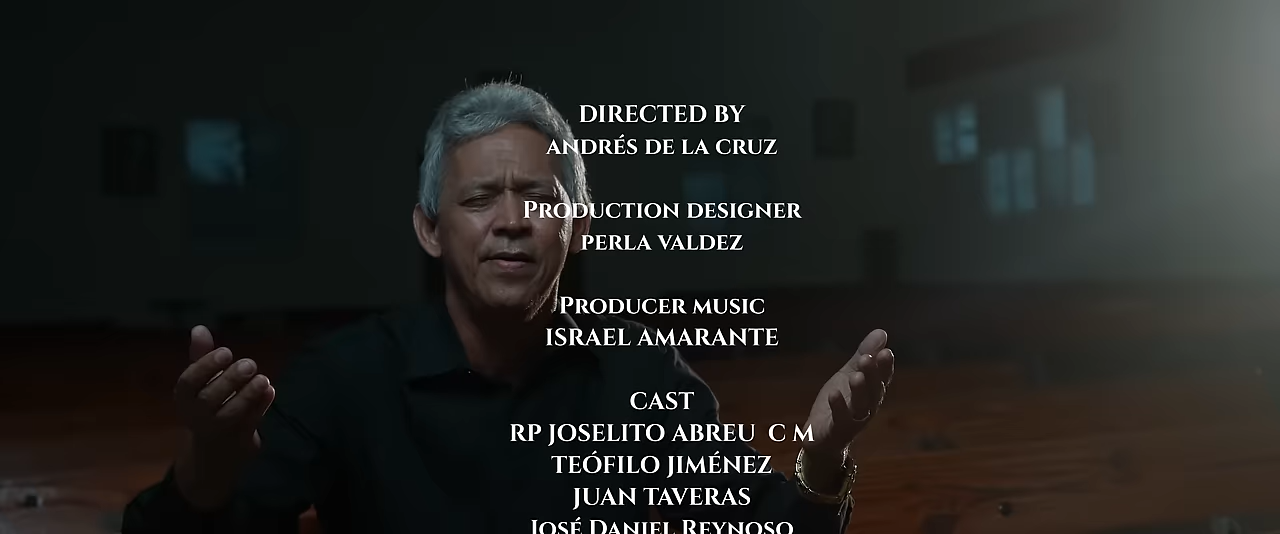 DIRECTED BY
ANDRÉS DE LA CRUZ
PRODUCTION DESIGNER
PERLA VALDEZ
PRODUCER MUSIC
ISRAEL AMARANTE
CAST
RP JOSELITO ABREU C M
TEÓFILO JIMÉNEZ
JUAN TAVERAS
JOSÉ DANIEL REYNOSO